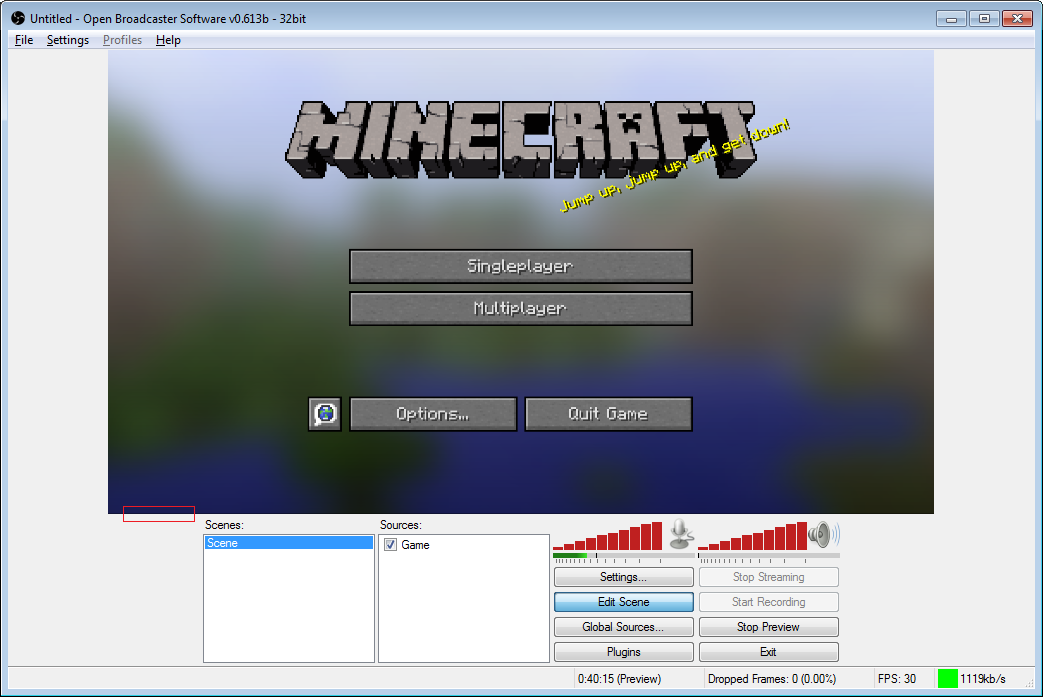 Untitled - Open Broadcaster Software v0.613b - 32bit
File Settings Profiles Help
MINECRAFT
Jump up, jump up, and get down!
Singleplayer
Multiplayer
Options... Quit Game
Scenes: Sources:
Scene Game
Settings... Stop Streaming
Edit Scene Start Recording
Global Sources... Stop Preview
Plugins Exit
0:40:15 (Preview) Dropped Frames: 0 (0.00%) FPS: 30 1119kb/s